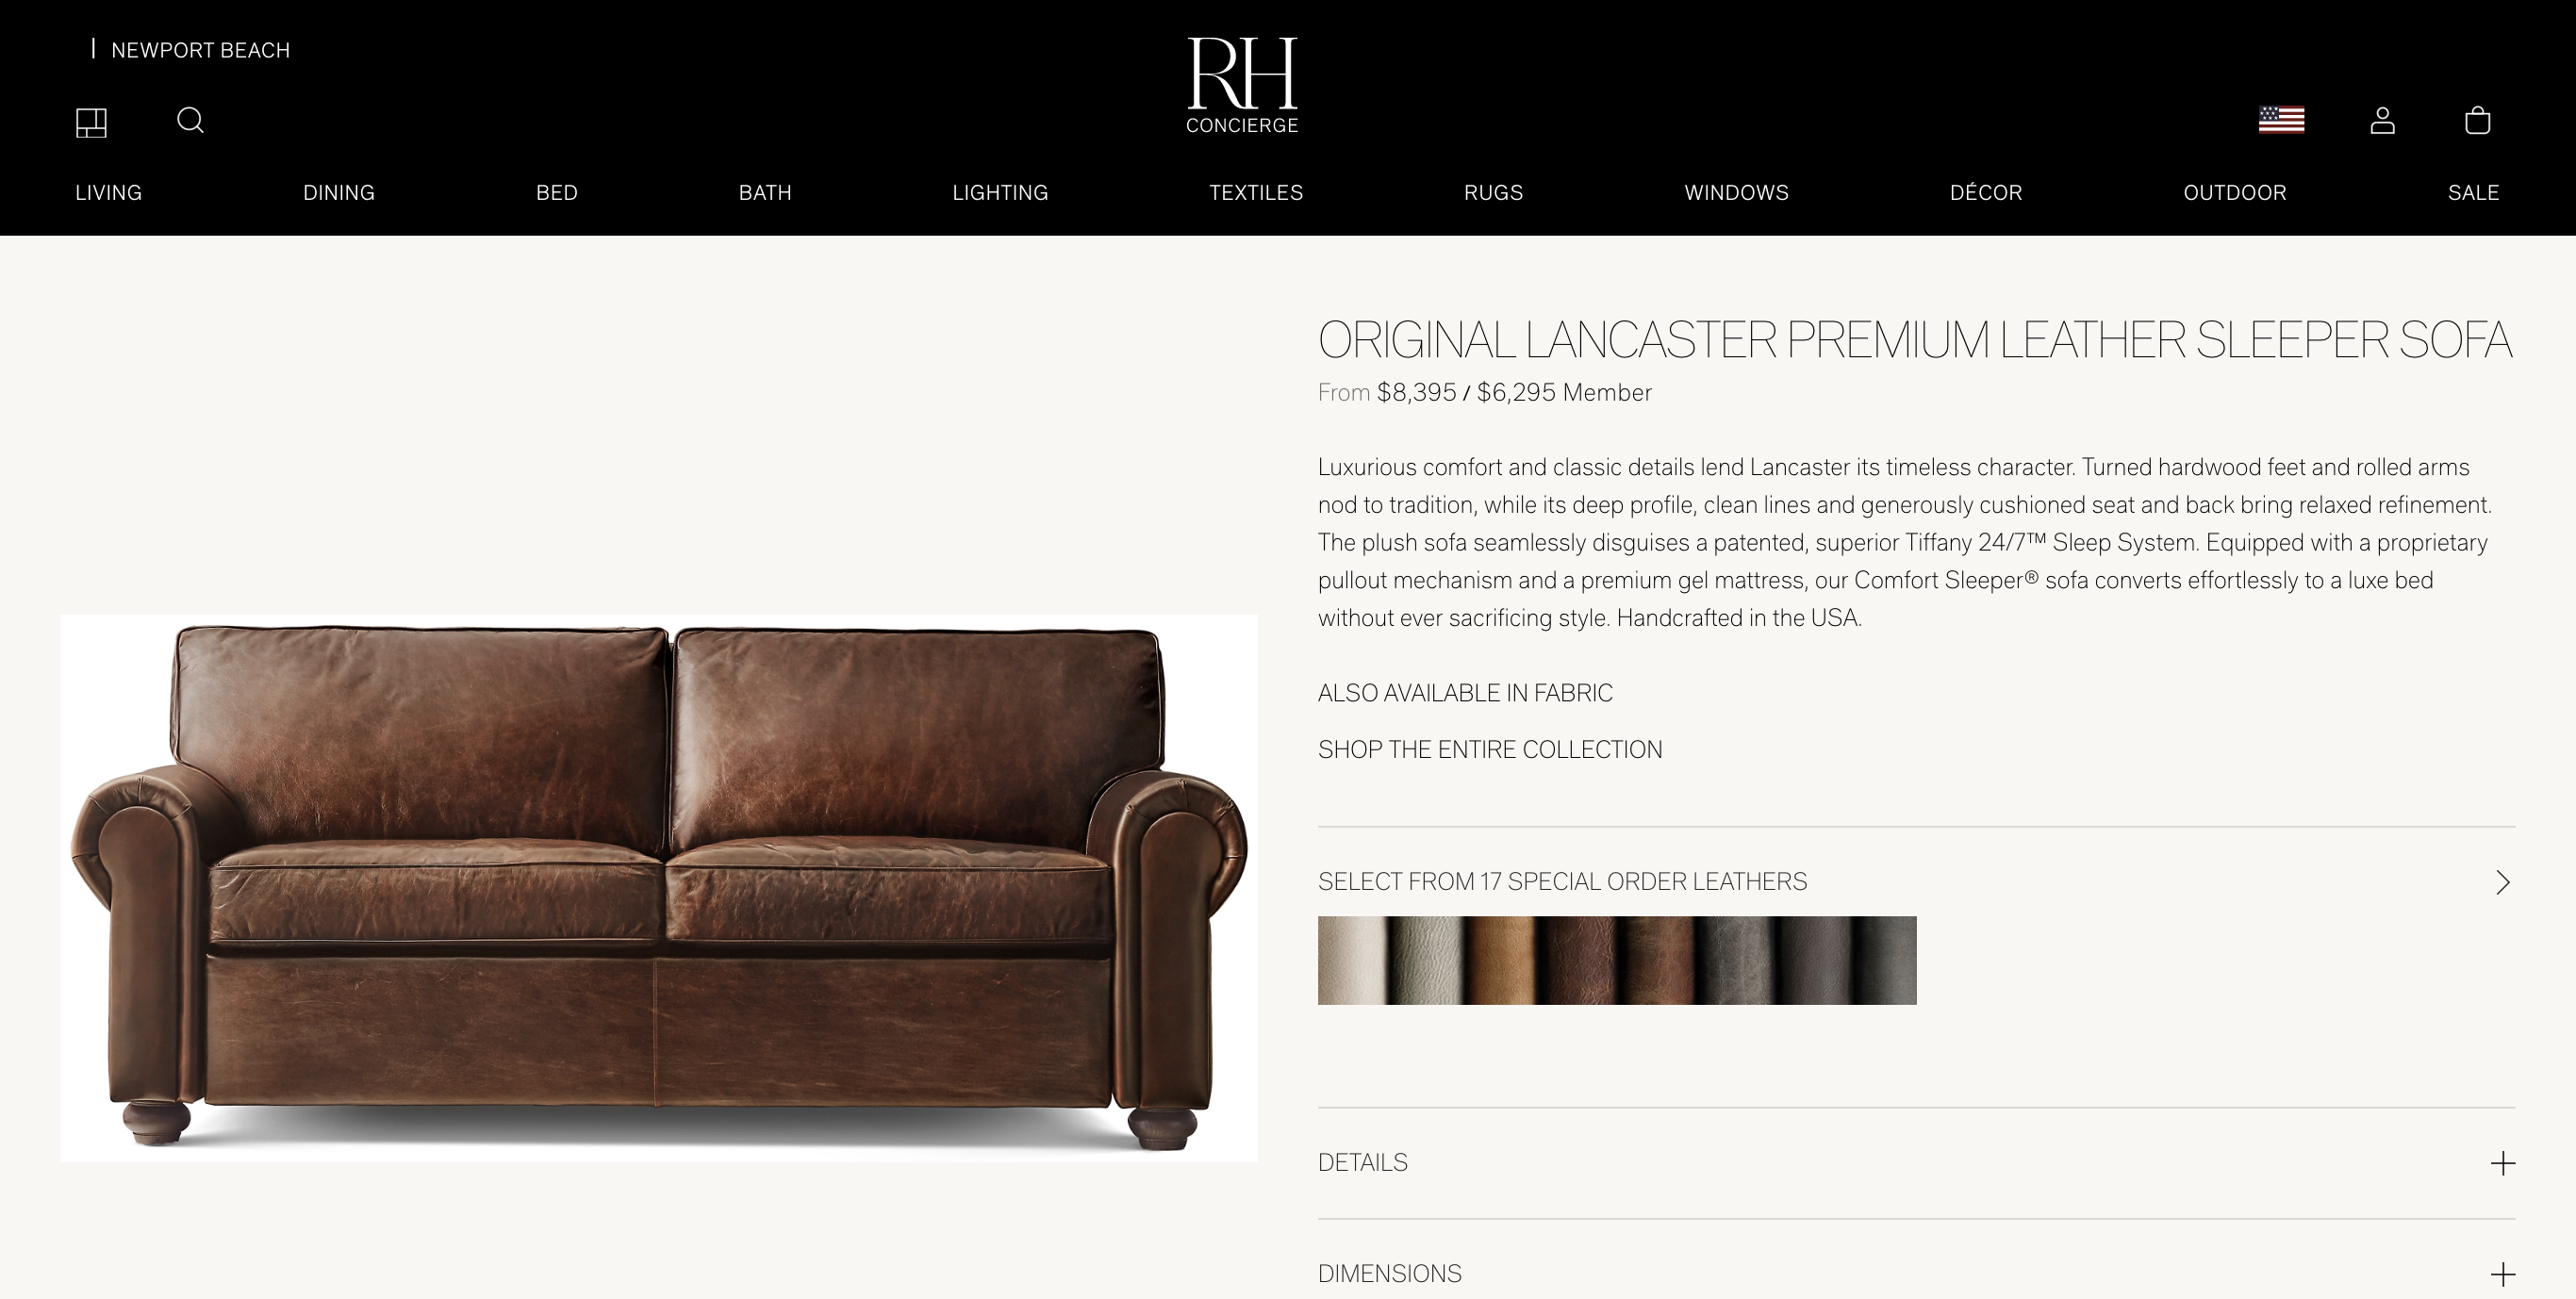 NEWPORT BEACH
RH
CONCIERGE
LIVING DINING BED BATH LIGHTING TEXTILES RUGS WINDOWS DÉCOR OUTDOOR SALE
ORIGINAL LANCASTER PREMIUM LEATHER SLEEPER SOFA
From $8,395 / $6,295 Member
Luxurious comfort and classic details lend Lancaster its timeless character. Turned hardwood feet and rolled arms
nod to tradition, while its deep profile, clean lines and generously cushioned seat and back bring relaxed refinement.
The plush sofa seamlessly disguises a patented, superior Tiffany 24/7™ Sleep System. Equipped with a proprietary
pullout mechanism and a premium gel mattress, our Comfort Sleeper® sofa converts effortlessly to a luxe bed
without ever sacrificing style. Handcrafted in the USA.
ALSO AVAILABLE IN FABRIC
SHOP THE ENTIRE COLLECTION
SELECT FROM 17 SPECIAL ORDER LEATHERS
DETAILS
DIMENSIONS